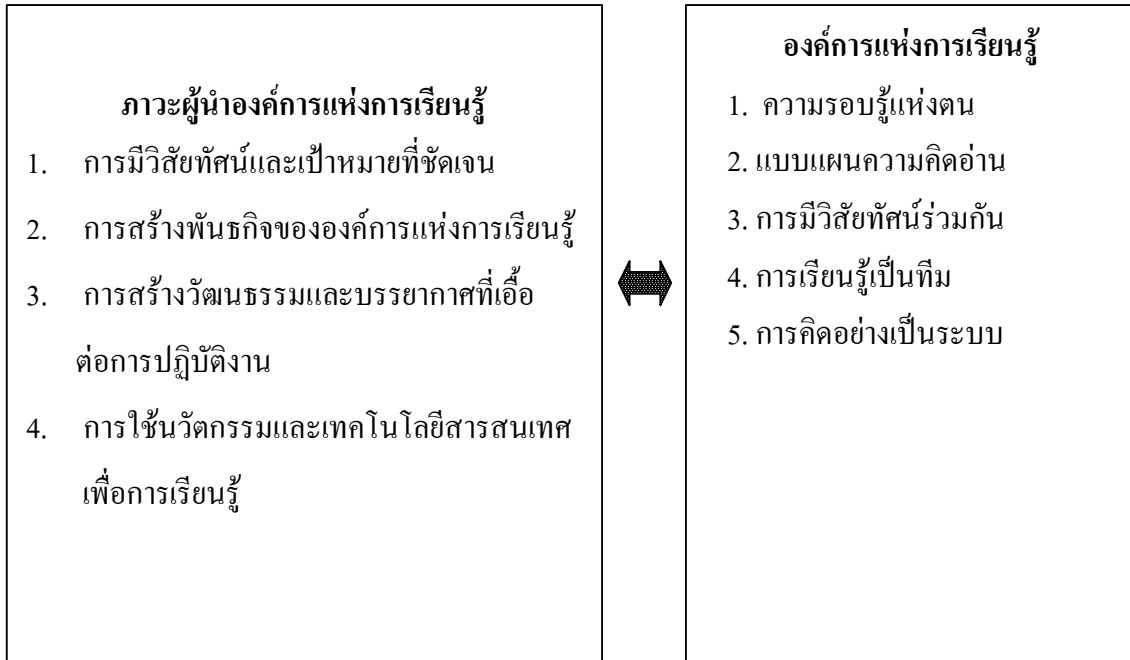 ภาวะผู้นำองค์การแห่งการเรียนรู้
1. การมีวิสัยทัศน์และเป้าหมายที่ชัดเจน
2. การสร้างพันธกิจขององค์การแห่งการเรียนรู้
3. การสร้างวัฒนธรรมและบรรยากาศที่เอื้อ
ต่อการปฏิบัติงาน
4. การใช้นวัตกรรมและเทคโนโลยีสารสนเทศ
เพื่อการเรียนรู้
องค์การแห่งการเรียนรู้
1. ความรอบรู้แห่งตน
2. แบบแผนความคิดอ่าน
3. การมีวิสัยทัศน์ร่วมกัน
4. การเรียนรู้เป็นทีม
5. การคิดอย่างเป็นระบบ